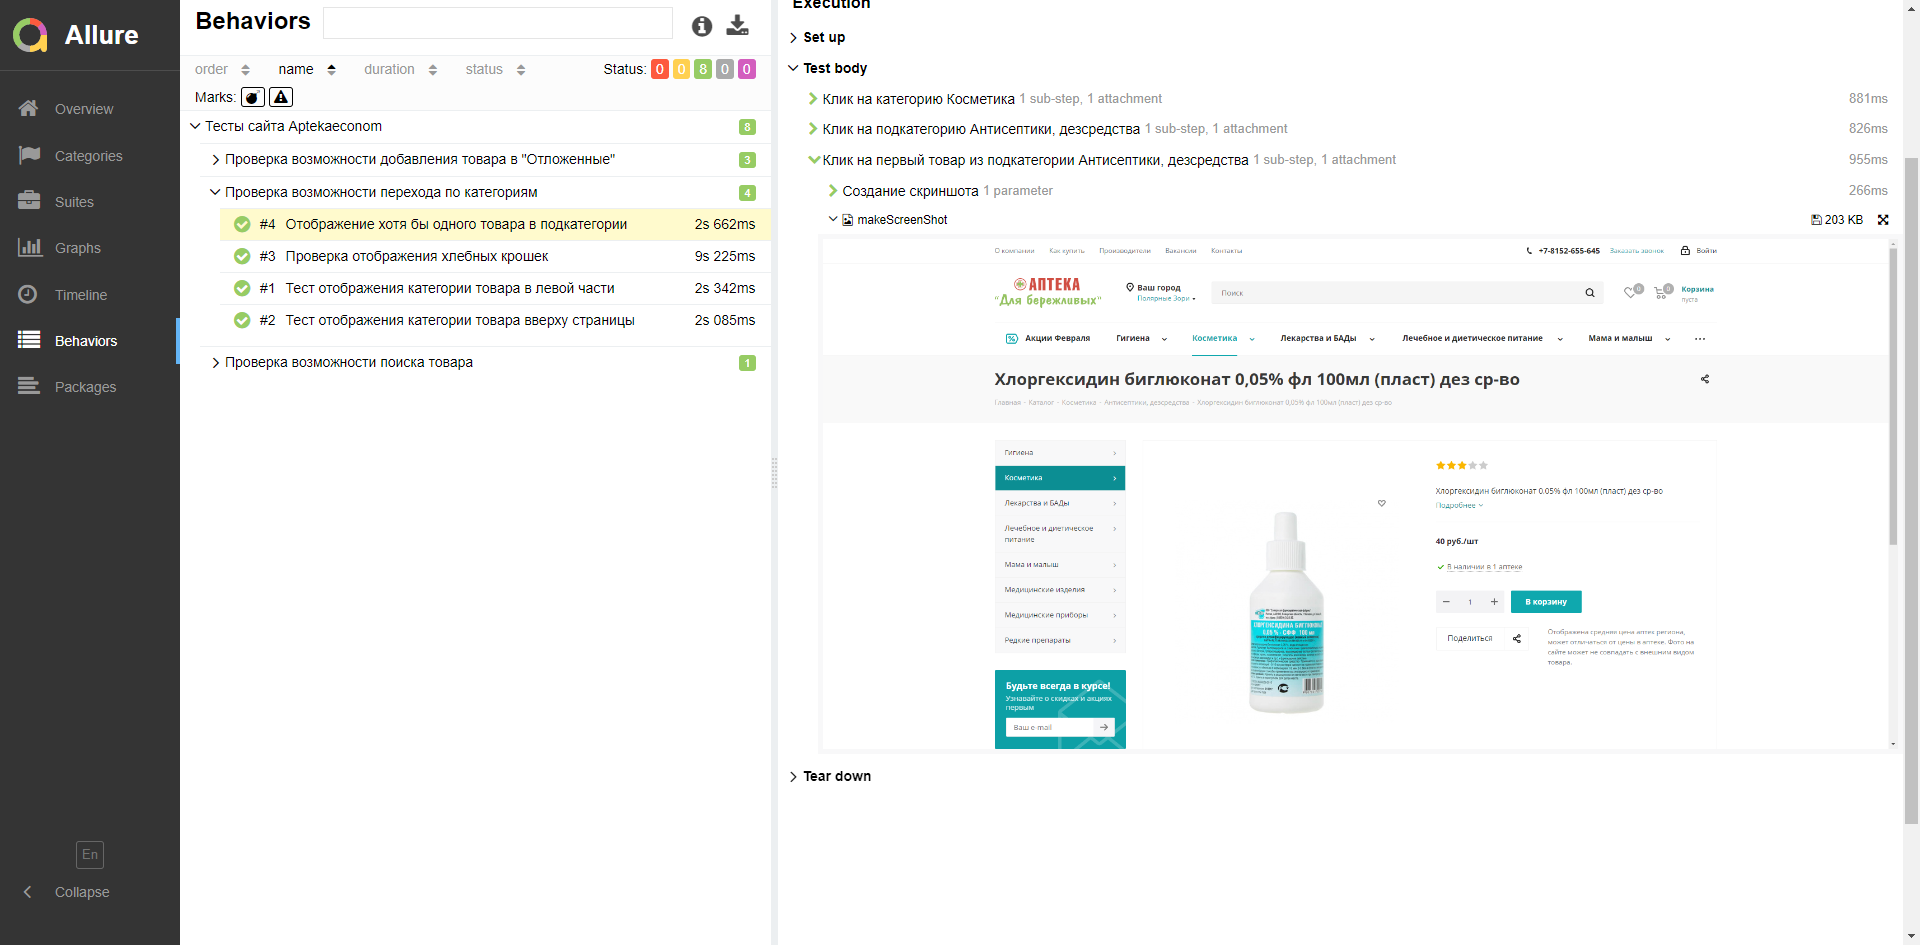 Allure
Overview
Categories
Suites
Graphs
Timeline
Behaviors
Packages
En
Collapse
Behaviors
order name duration status Status: 0 0 8 0 0
Marks:
Тесты сайта Aptekaeconom 8
Проверка возможности добавления товара в "Отложенные" 3
Проверка возможности перехода по категориям 4
#4 Отображение хотя бы одного товара в подкатегории 2s 662ms
#3 Проверка отображения хлебных крошек 9s 225ms
#1 Тест отображения категории товара в левой части 2s 342ms
#2 Тест отображения категории товара вверху страницы 2s 085ms
Проверка возможности поиска товара 1
Execution
Set up
Test body
Клик на категорию Косметика 1 sub-step, 1 attachment 881ms
Клик на подкатегорию Антисептики, дезсредства 1 sub-step, 1 attachment 826ms
Клик на первый товар из подкатегории Антисептики, дезсредства 1 sub-step, 1 attachment 955ms
Создание скриншота 1 parameter 266ms
makeScreenShot 203 KB
О компании Как купить Производители Вакансии Контакты +7-8152-655-645 Заказать звонок Войти
АПТЕКА
"Для бережливых"
Ваш город
Полярные Зори
Поиск
0 0 Корзина
пуста
Акции Февраля Гигиена Косметика Лекарства и БАДы Лечебное и диетическое питание Мама и малыш ...
Хлоргексидин биглюконат 0,05% фл 100мл (пласт) дез ср-во
Главная - Каталог - Косметика - Антисептики, дезсредства - Хлоргексидин биглюконат 0,05% фл 100мл (пласт) дез ср-во
Гигиена
Косметика
Лекарства и БАДы
Лечебное и диетическое
питание
Мама и малыш
Медицинские изделия
Медицинские приборы
Редкие препараты
Будьте всегда в курсе!
Узнавайте о скидках и акциях
первым
Ваш e-mail
ХЛОРГЕКСИДИНА БИГЛЮКОНАТ
0,05% - СФФ 100 мл
Хлоргексидин биглюконат 0,05% фл 100мл (пласт) дез ср-во
Подробнее
40 руб./шт
В наличии в 1 аптеке
− 1 + В корзину
Поделиться
Отображена средняя цена аптек региона,
может отличаться от цены в аптеке. Фото на
сайте может не совпадать с внешним видом
товара.
Tear down